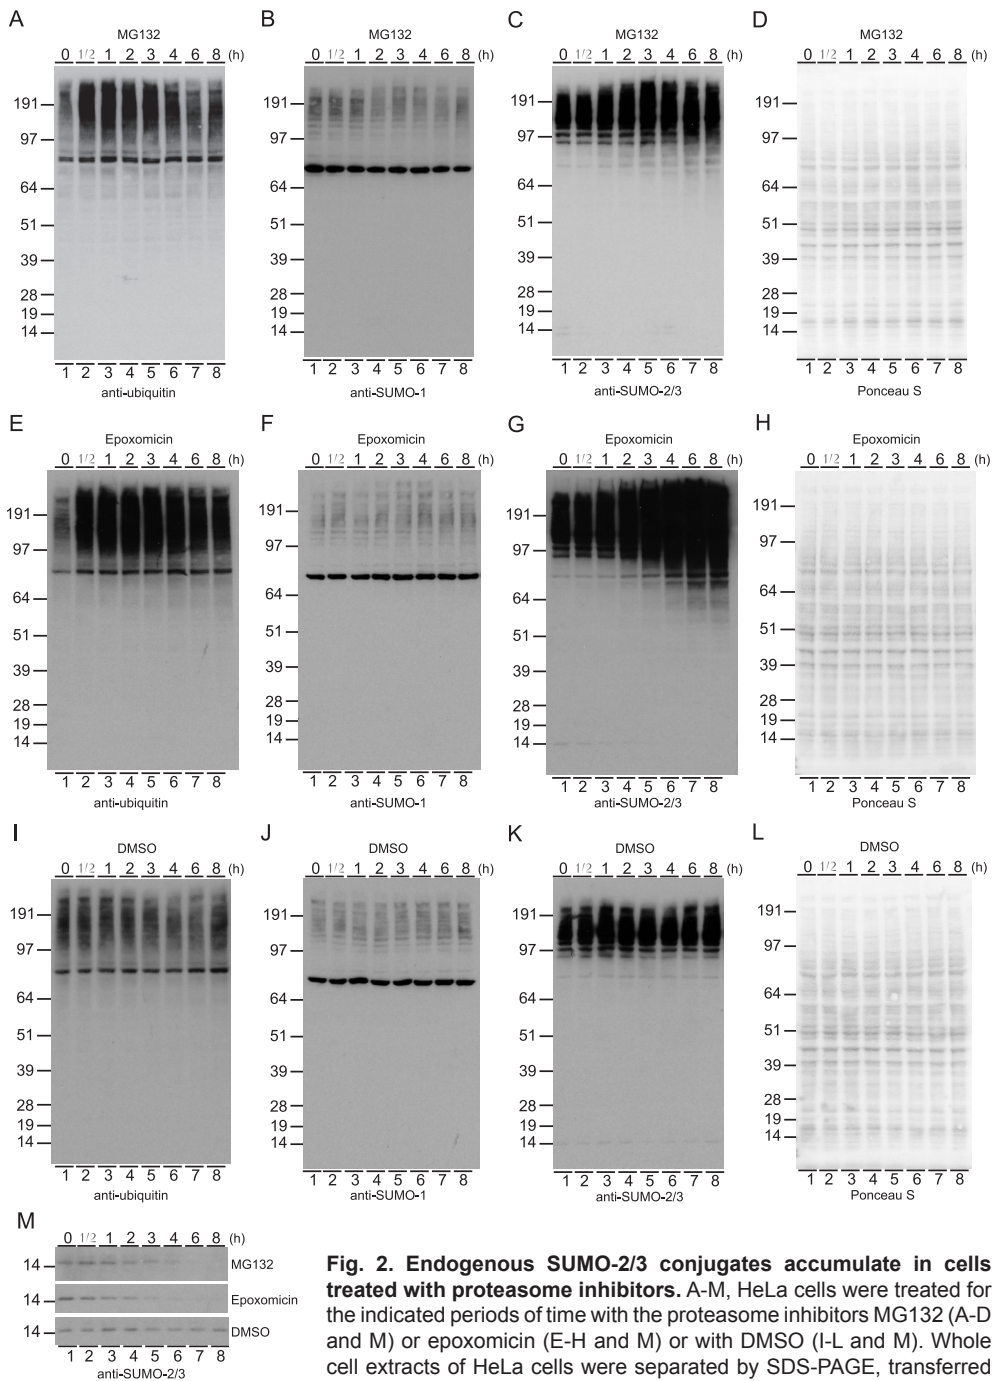 A
MG132
0 1/2 1 2 3 4 6 8 (h)
191
97
64
51
39
28
19
14
1 2 3 4 5 6 7 8
anti-ubiquitin
B
MG132
0 1/2 1 2 3 4 6 8 (h)
191
97
64
51
39
28
19
14
1 2 3 4 5 6 7 8
anti-SUMO-1
C
MG132
0 1/2 1 2 3 4 6 8 (h)
191
97
64
51
39
28
19
14
1 2 3 4 5 6 7 8
anti-SUMO-2/3
D
MG132
0 1/2 1 2 3 4 6 8 (h)
191
97
64
51
39
28
19
14
1 2 3 4 5 6 7 8
Ponceau S
E
Epoxomicin
0 1/2 1 2 3 4 6 8 (h)
191
97
64
51
39
28
19
14
1 2 3 4 5 6 7 8
anti-ubiquitin
F
Epoxomicin
0 1/2 1 2 3 4 6 8 (h)
191
97
64
51
39
28
19
14
1 2 3 4 5 6 7 8
anti-SUMO-1
G
Epoxomicin
0 1/2 1 2 3 4 6 8 (h)
191
97
64
51
39
28
19
14
1 2 3 4 5 6 7 8
anti-SUMO-2/3
H
Epoxomicin
0 1/2 1 2 3 4 6 8 (h)
191
97
64
51
39
28
19
14
1 2 3 4 5 6 7 8
Ponceau S
I
DMSO
0 1/2 1 2 3 4 6 8 (h)
191
97
64
51
39
28
19
14
1 2 3 4 5 6 7 8
anti-ubiquitin
J
DMSO
0 1/2 1 2 3 4 6 8 (h)
191
97
64
51
39
28
19
14
1 2 3 4 5 6 7 8
anti-SUMO-1
K
DMSO
0 1/2 1 2 3 4 6 8 (h)
191
97
64
51
39
28
19
14
1 2 3 4 5 6 7 8
anti-SUMO-2/3
L
DMSO
0 1/2 1 2 3 4 6 8 (h)
191
97
64
51
39
28
19
14
1 2 3 4 5 6 7 8
Ponceau S
M
0 1/2 1 2 3 4 6 8 (h)
14 MG132
14 Epoxomicin
14 DMSO
1 2 3 4 5 6 7 8
anti-SUMO-2/3
Fig. 2. Endogenous SUMO-2/3 conjugates accumulate in cells
treated with proteasome inhibitors. A-M, HeLa cells were treated for
the indicated periods of time with the proteasome inhibitors MG132 (A-D
and M) or epoxomicin (E-H and M) or with DMSO (I-L and M). Whole
cell extracts of HeLa cells were separated by SDS-PAGE, transferred